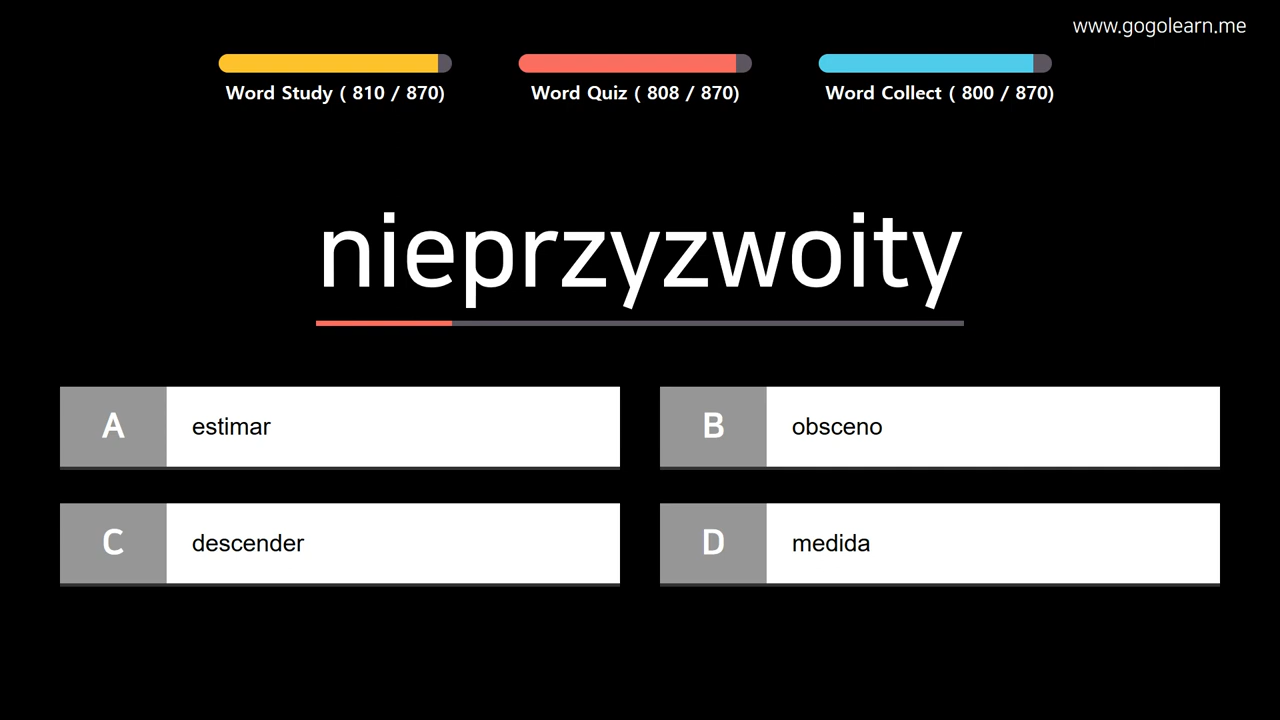 www.gogolearn.me
Word Study ( 810 / 870)
Word Quiz ( 808 / 870)
Word Collect ( 800 / 870)
nieprzyzwoity
A estimar
B obsceno
C descender
D medida